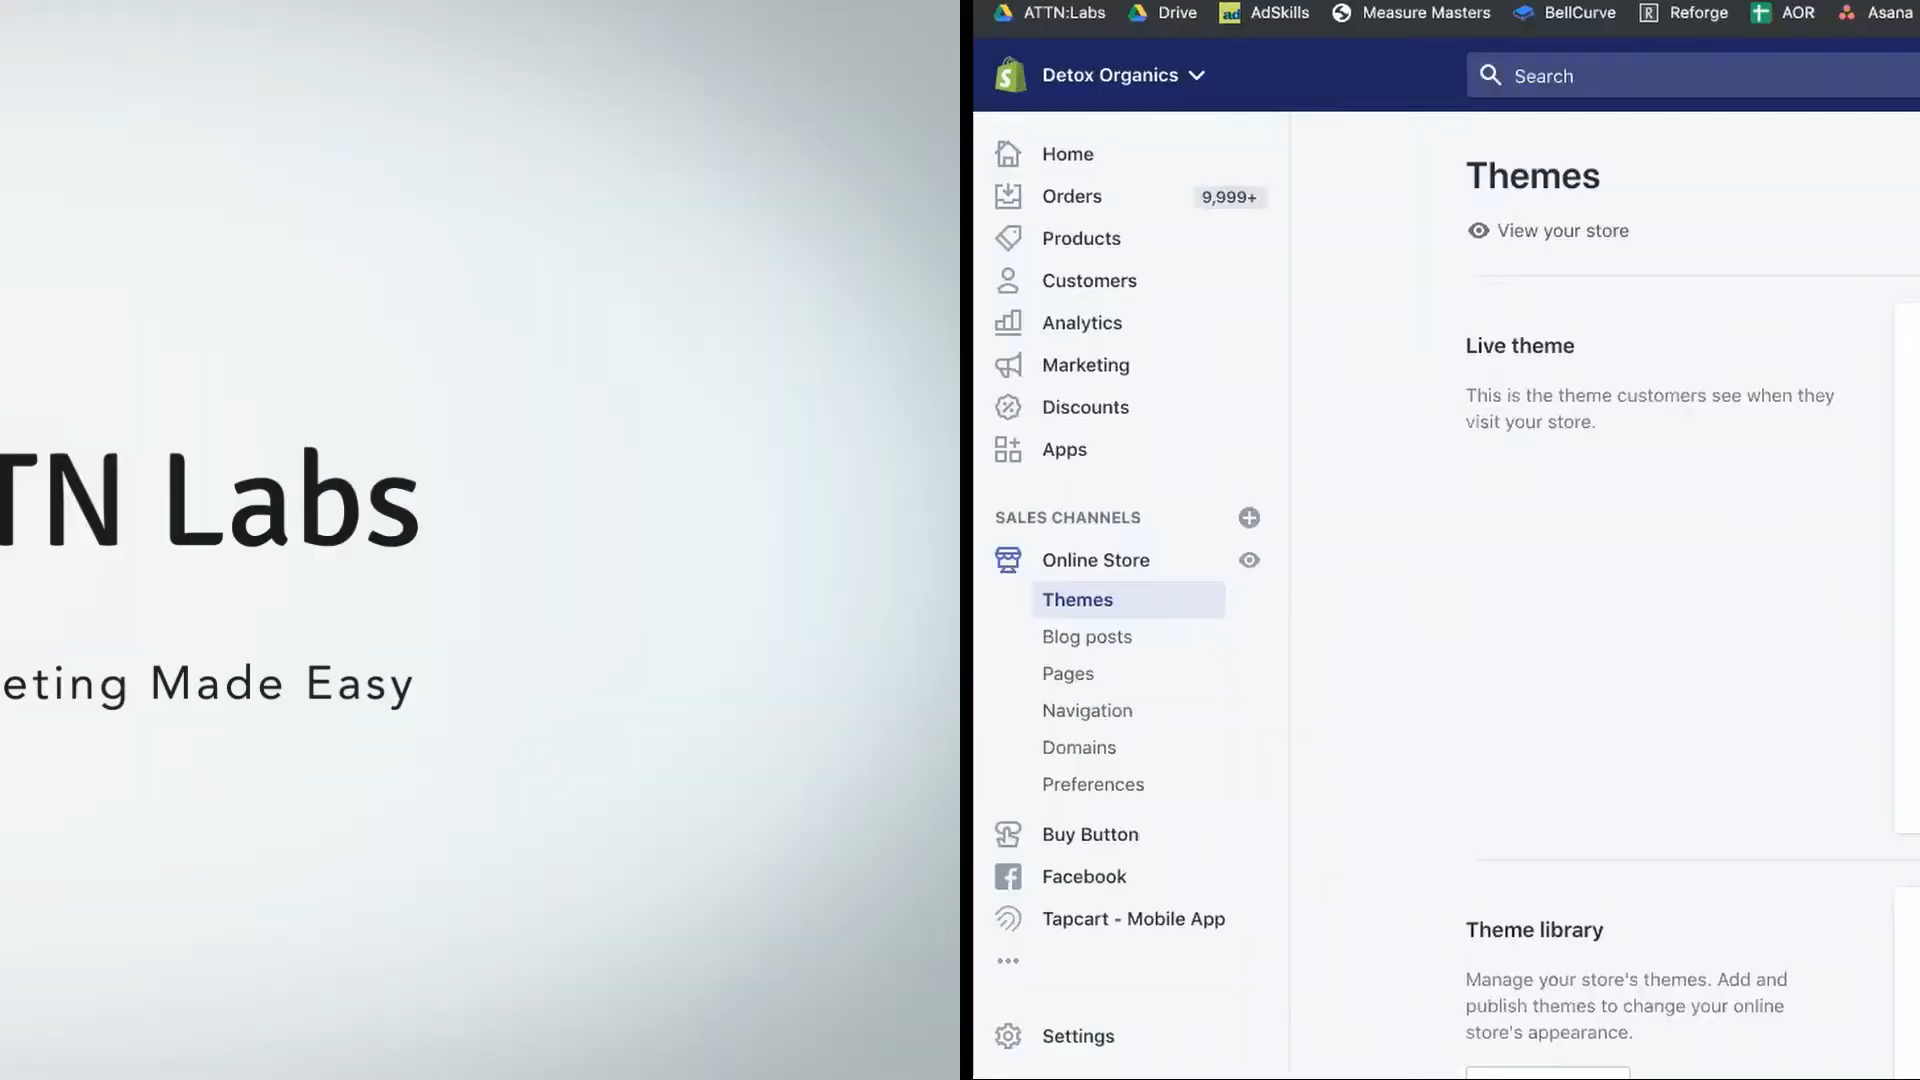 TN Labs
eting Made Easy
ATTN:Labs
Drive
AdSkills
Measure Masters
BellCurve
Reforge
AOR
Asana
Detox Organics
Search
Home
Orders
9,999+
Products
Customers
Analytics
Marketing
Discounts
Apps
SALES CHANNELS
Online Store
Themes
Blog posts
Pages
Navigation
Domains
Preferences
Buy Button
Facebook
Tapcart - Mobile App
Settings
Themes
View your store
Live theme
This is the theme customers see when they
visit your store.
Theme library
Manage your store's themes. Add and
publish themes to change your online
store's appearance.